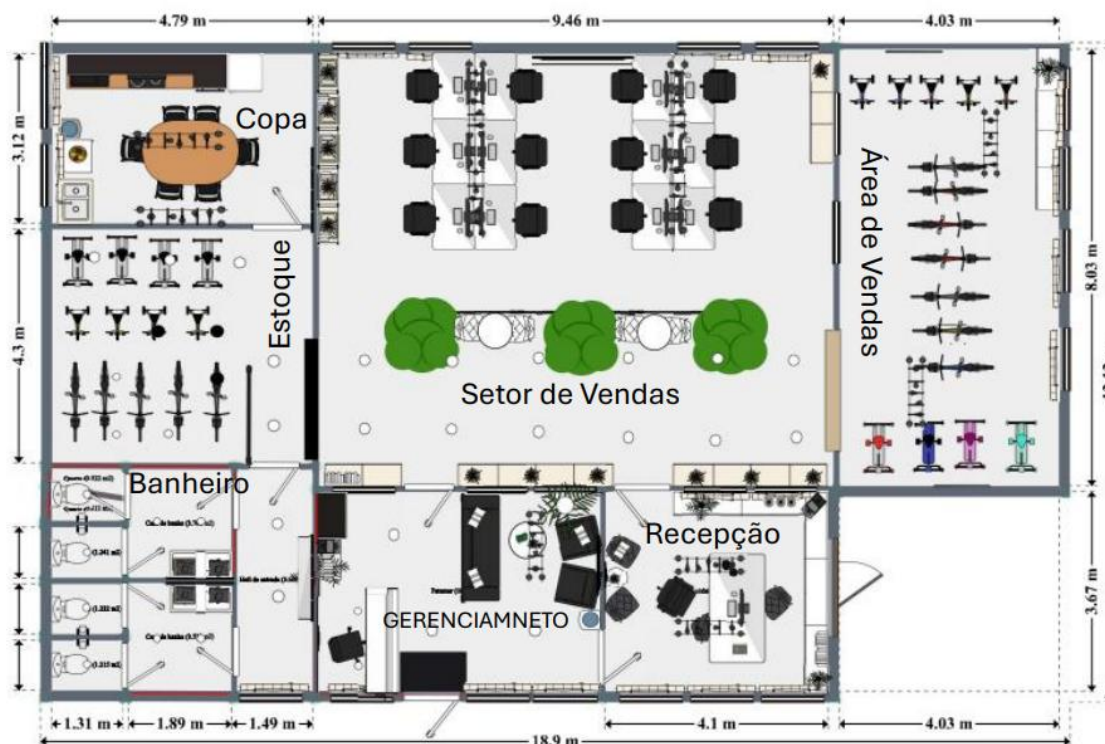 4.79 m
9.46 m
4.03 m
3.12 m
Copa
8.03 m
Área de Vendas
4.3 m
Estoque
Setor de Vendas
Banheiro
Recepção
GERENCIAMNETO
3.67 m
1.31 m
1.89 m
1.49 m
4.1 m
4.03 m
18.9 m